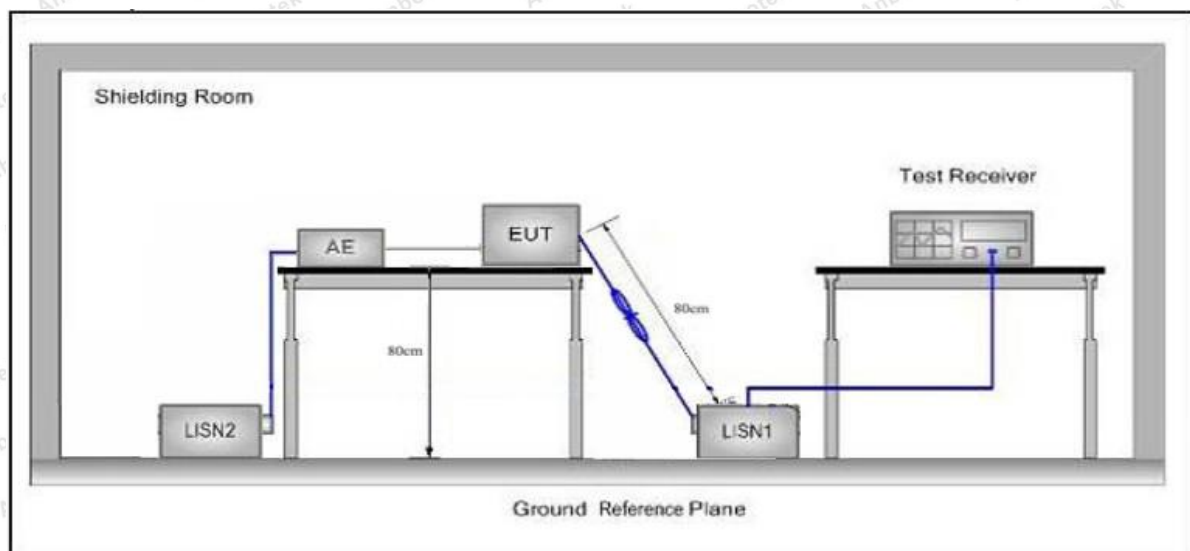 Shielding Room
Test Receiver
AE
EUT
80cm
80cm
LISN2
LISN1
Ground Reference Plane